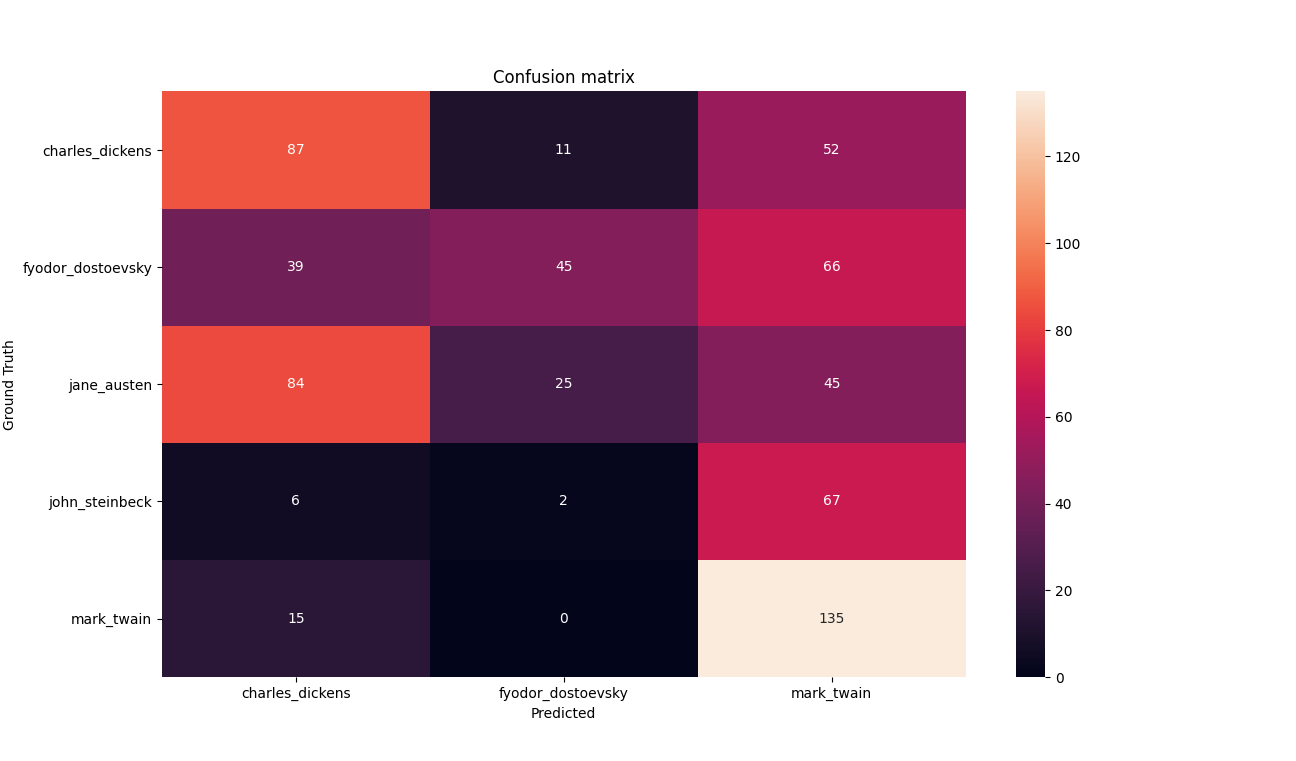 Confusion matrix
charles_dickens 87 11 52
fyodor_dostoevsky 39 45 66
jane_austen 84 25 45
john_steinbeck 6 2 67
mark_twain 15 0 135
charles_dickens fyodor_dostoevsky mark_twain
Predicted
Ground Truth
120
100
80
60
40
20
0